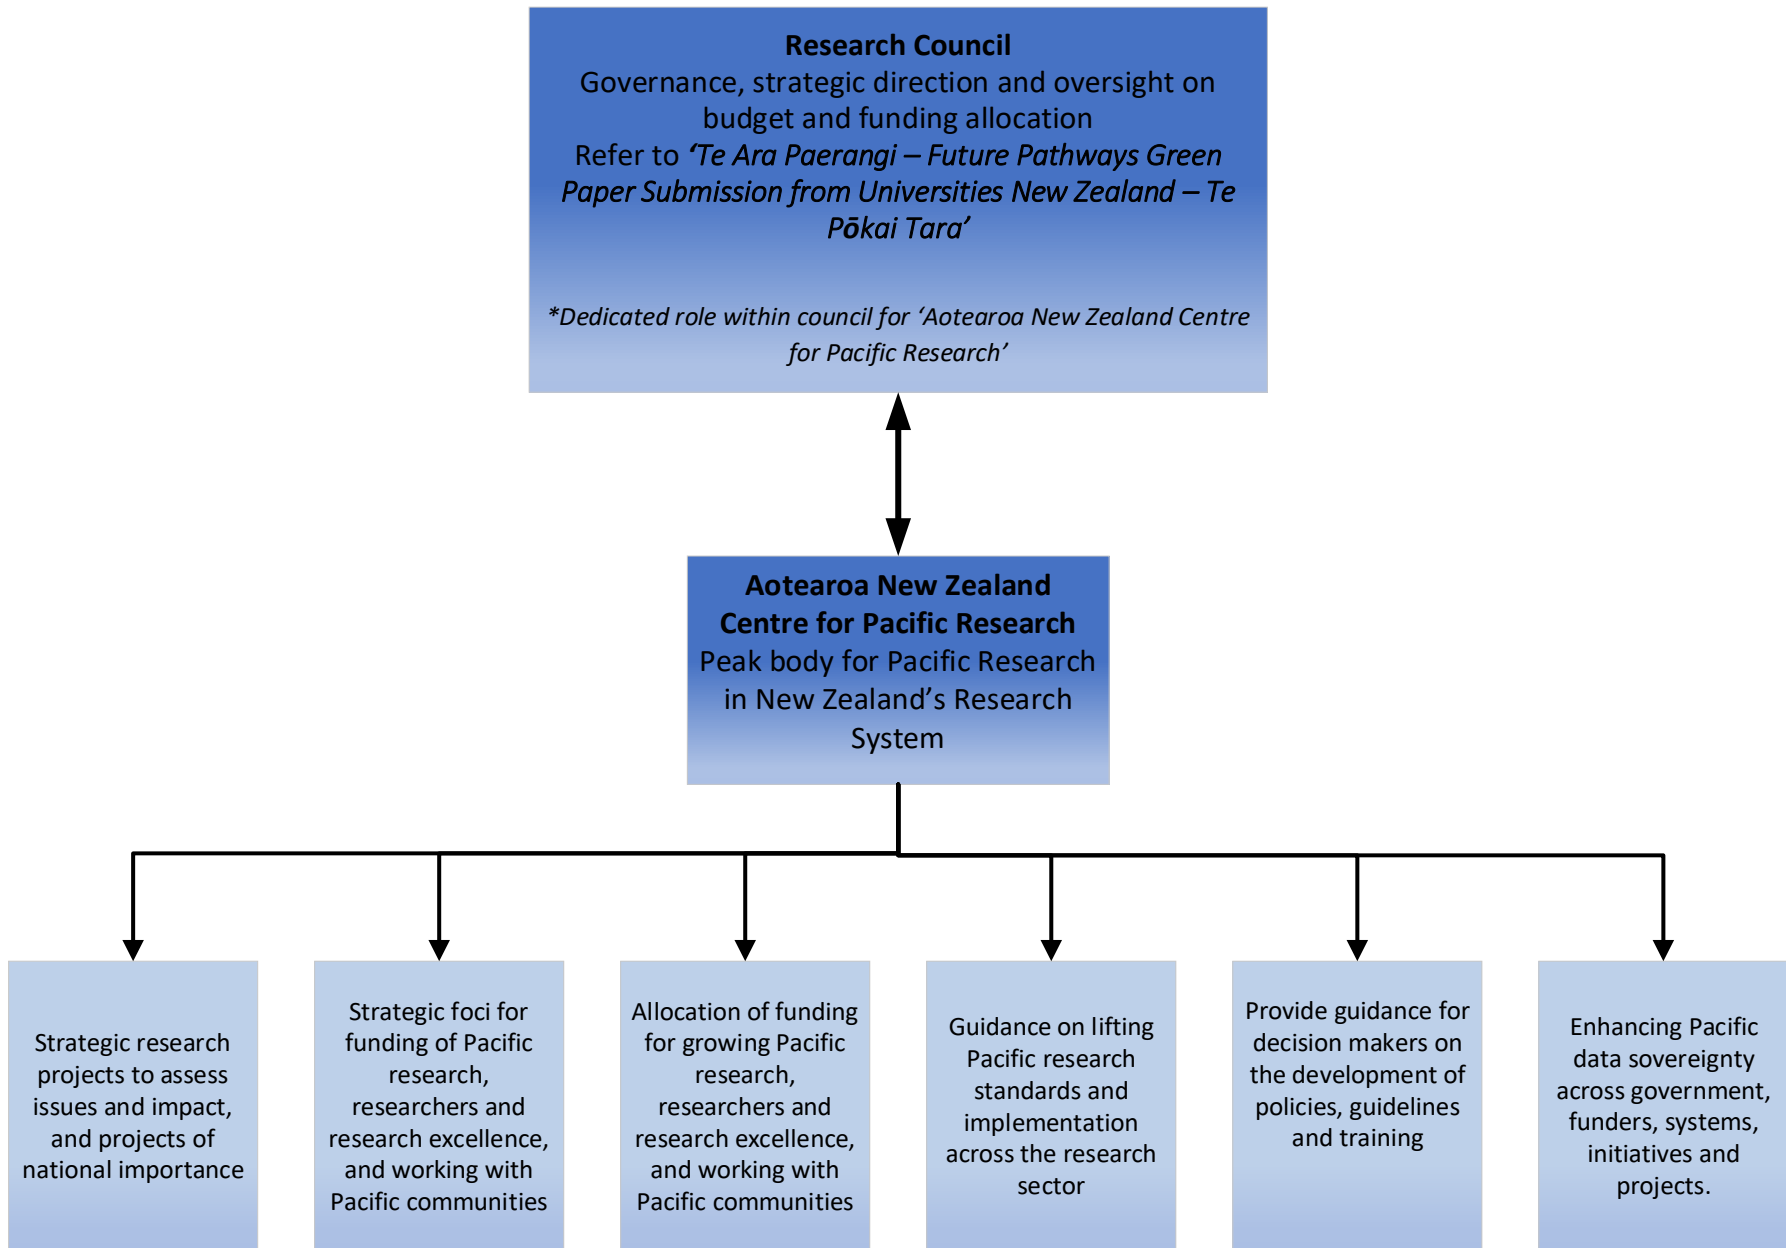 Research Council
Governance, strategic direction and oversight on
budget and funding allocation
Refer to ‘Te Ara Paerangi – Future Pathways Green
Paper Submission from Universities New Zealand – Te
Pōkai Tara’
*Dedicated role within council for ‘Aotearoa New Zealand Centre
for Pacific Research’
Aotearoa New Zealand
Centre for Pacific Research
Peak body for Pacific Research
in New Zealand’s Research
System
Strategic research
projects to assess
issues and impact,
and projects of
national importance
Strategic foci for
funding of Pacific
research,
researchers and
research excellence,
and working with
Pacific communities
Allocation of funding
for growing Pacific
research,
researchers and
research excellence,
and working with
Pacific communities
Guidance on lifting
Pacific research
standards and
implementation
across the research
sector
Provide guidance for
decision makers on
the development of
policies, guidelines
and training
Enhancing Pacific
data sovereignty
across government,
funders, systems,
initiatives and
projects.